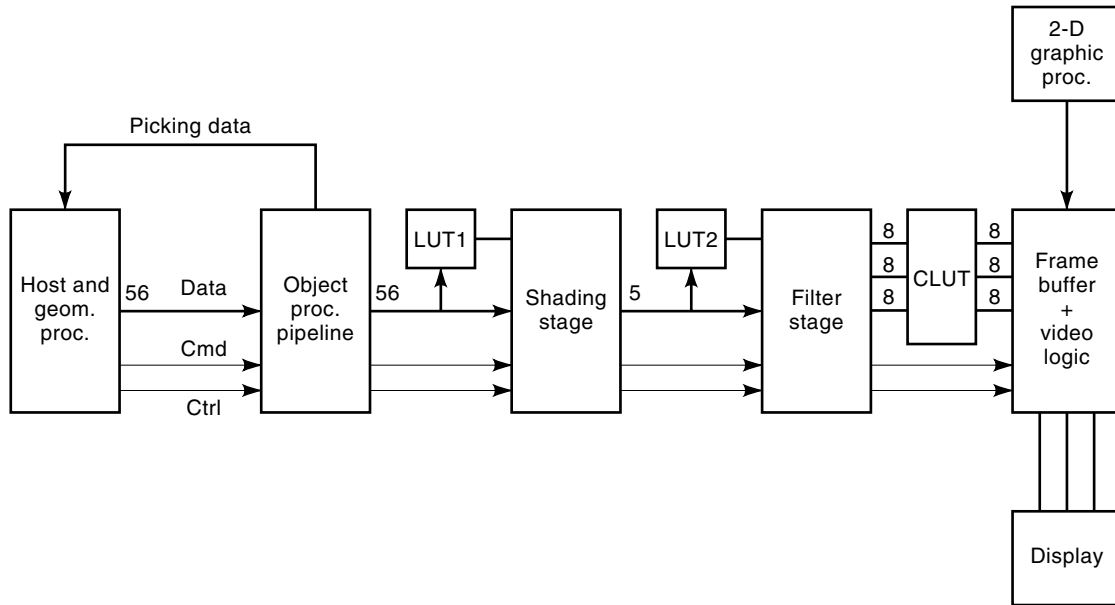 2-D
graphic
proc.
Picking data
Host and
geom.
proc.
56
Data
Cmd
Ctrl
Object
proc.
pipeline
56
LUT1
Shading
stage
5
LUT2
Filter
stage
8
8
8
CLUT
8
8
8
Frame
buffer
+
video
logic
Display